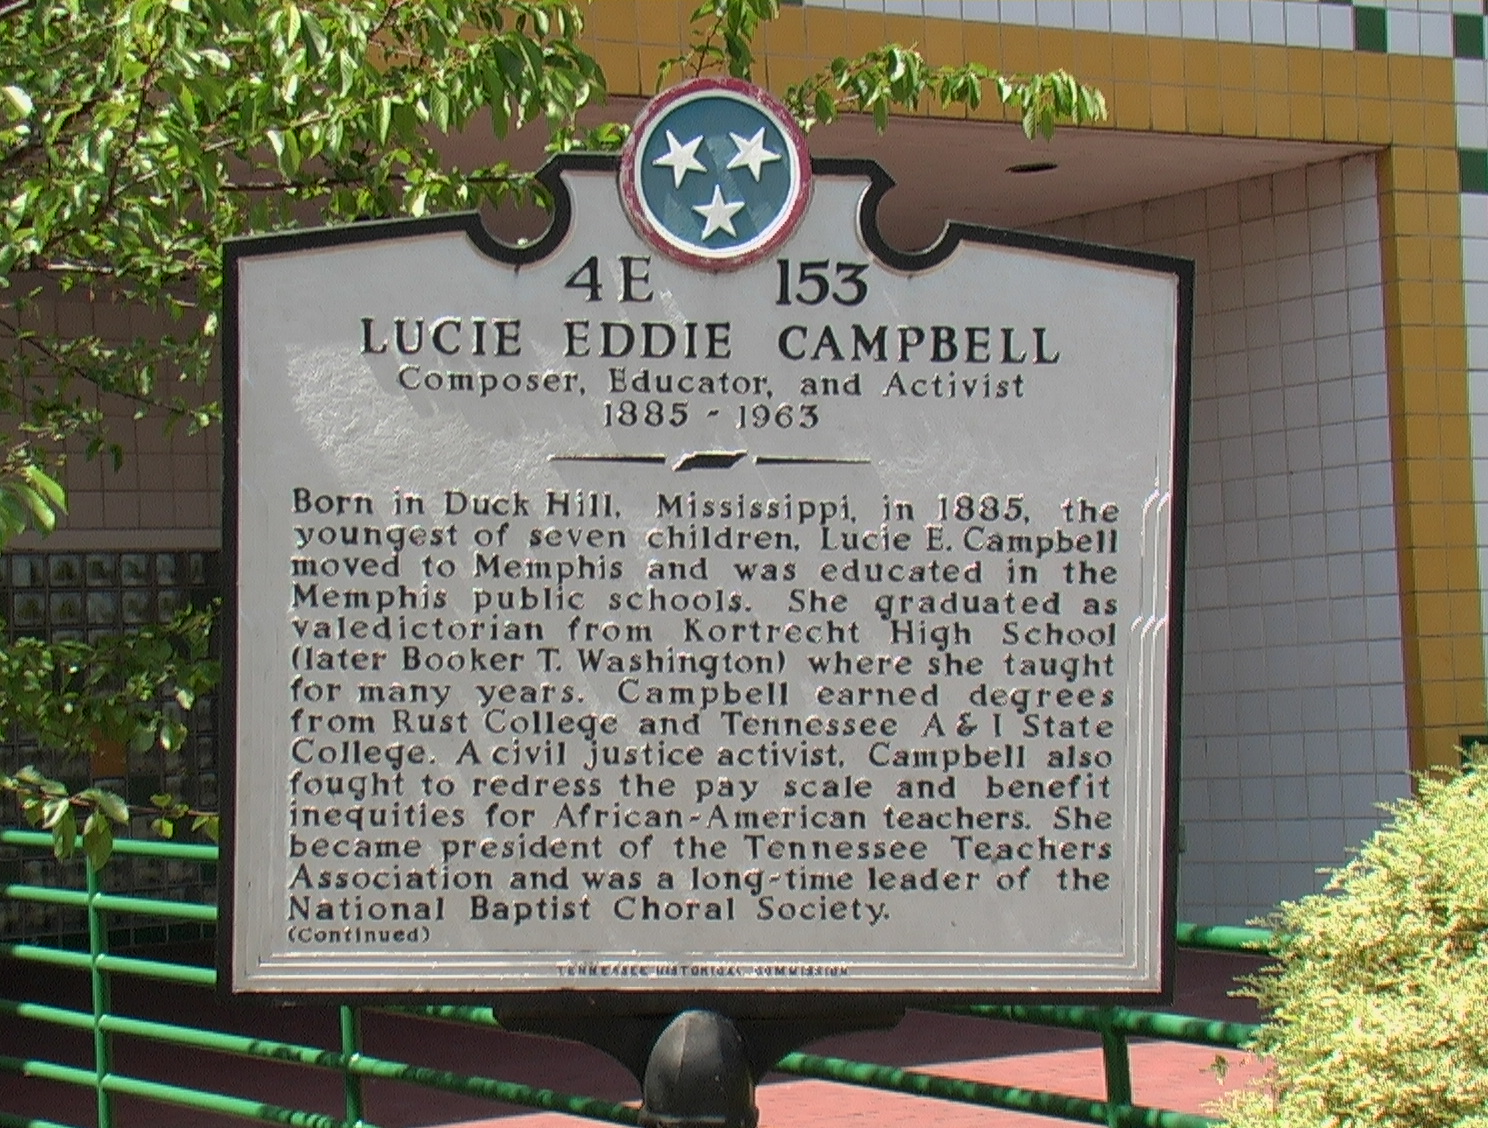 4E 153
LUCIE EDDIE CAMPBELL
Composer, Educator, and Activist
1885 - 1963
Born in Duck Hill, Mississippi, in 1885, the
youngest of seven children, Lucie E. Campbell
moved to Memphis and was educated in the
Memphis public schools. She graduated as
valedictorian from Kortrecht High School
(later Booker T. Washington) where she taught
for many years. Campbell earned degrees
from Rust College and Tennessee A & I State
College. A civil justice activist, Campbell also
fought to redress the pay scale and benefit
inequities for African-American teachers. She
became president of the Tennessee Teachers
Association and was a long-time leader of the
National Baptist Choral Society.
(Continued)
TENNESSEE HISTORICAL COMMISSION